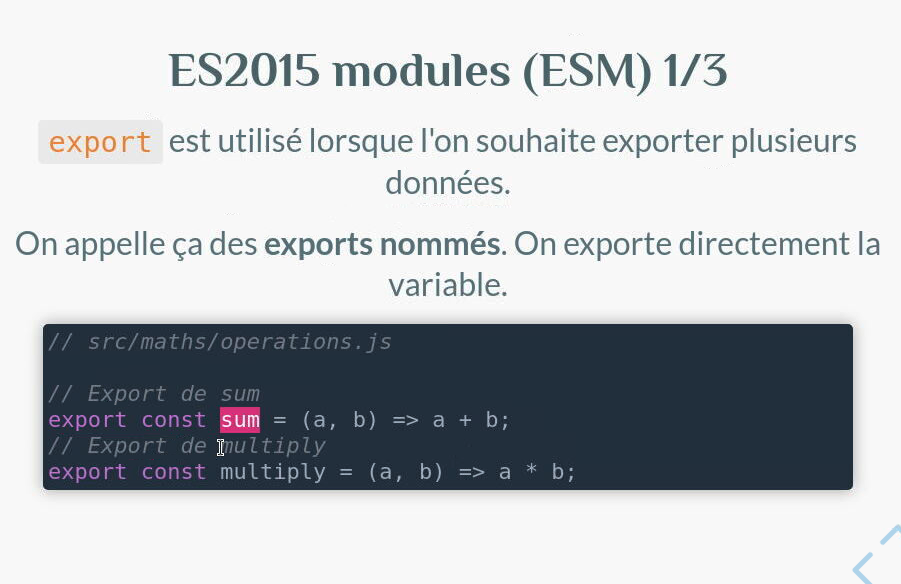 ES2015 modules (ESM) 1/3
export est utilisé lorsque l'on souhaite exporter plusieurs
données.
On appelle ça des exports nommés. On exporte directement la
variable.
// src/maths/operations.js
// Export de sum
export const sum = (a, b) => a + b;
// Export de multiply
export const multiply = (a, b) => a * b;